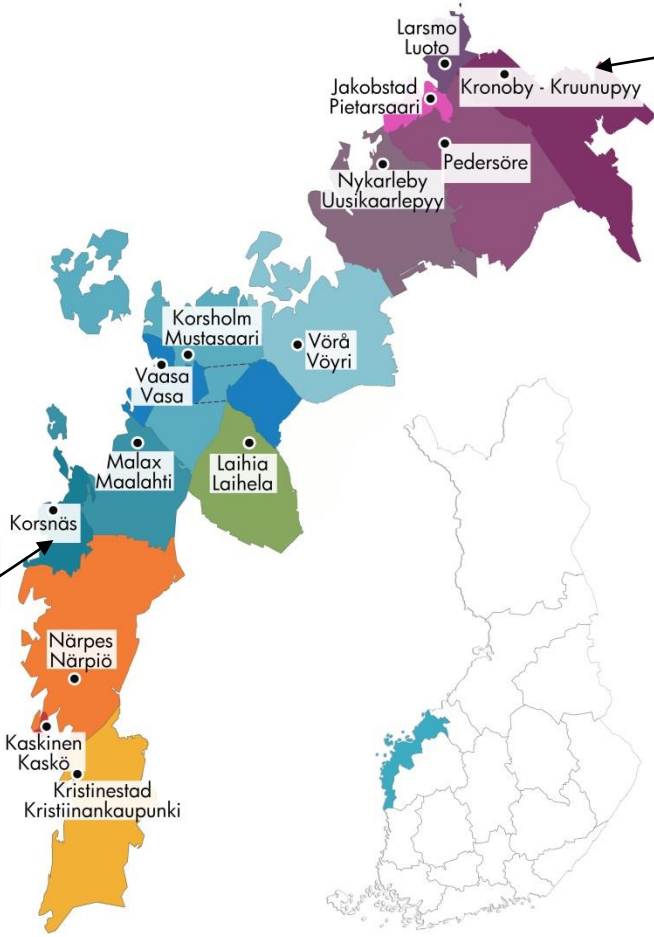 Larsmo
Luoto
Kronoby - Kruunupyy
Jakobstad
Pietarsaari
Pedersöre
Nykarleby
Uusikaarlepyy
Korsholm
Mustasaari
Vörå
Vöyri
Vaasa
Vasa
Malax
Maalahti
Laihia
Laihela
Korsnäs
Närpes
Närpiö
Kaskinen
Kaskö
Kristinestad
Kristiinankaupunki